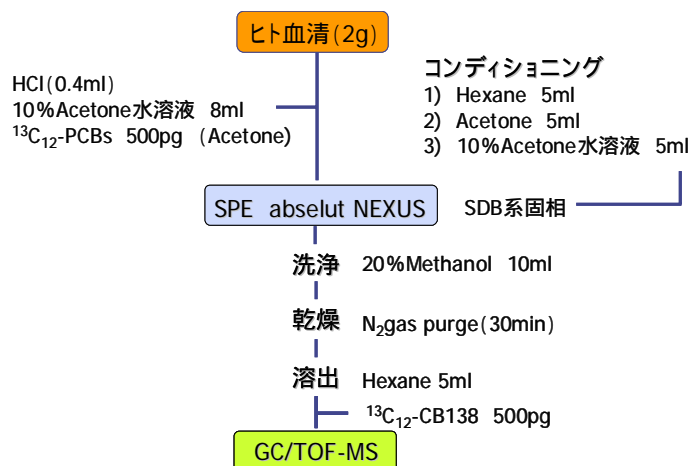 ヒト血清(2g)
HCl(0.4ml)
10%Acetone水溶液 8ml
¹³C₁₂-PCBs 500pg (Acetone)
コンディショニング
1) Hexane 5ml
2) Acetone 5ml
3) 10%Acetone水溶液 5ml
SPE abselut NEXUS
SDB系固相
洗浄 20%Methanol 10ml
乾燥 N₂gas purge(30min)
溶出 Hexane 5ml
¹³C₁₂-CB138 500pg
GC/TOF-MS